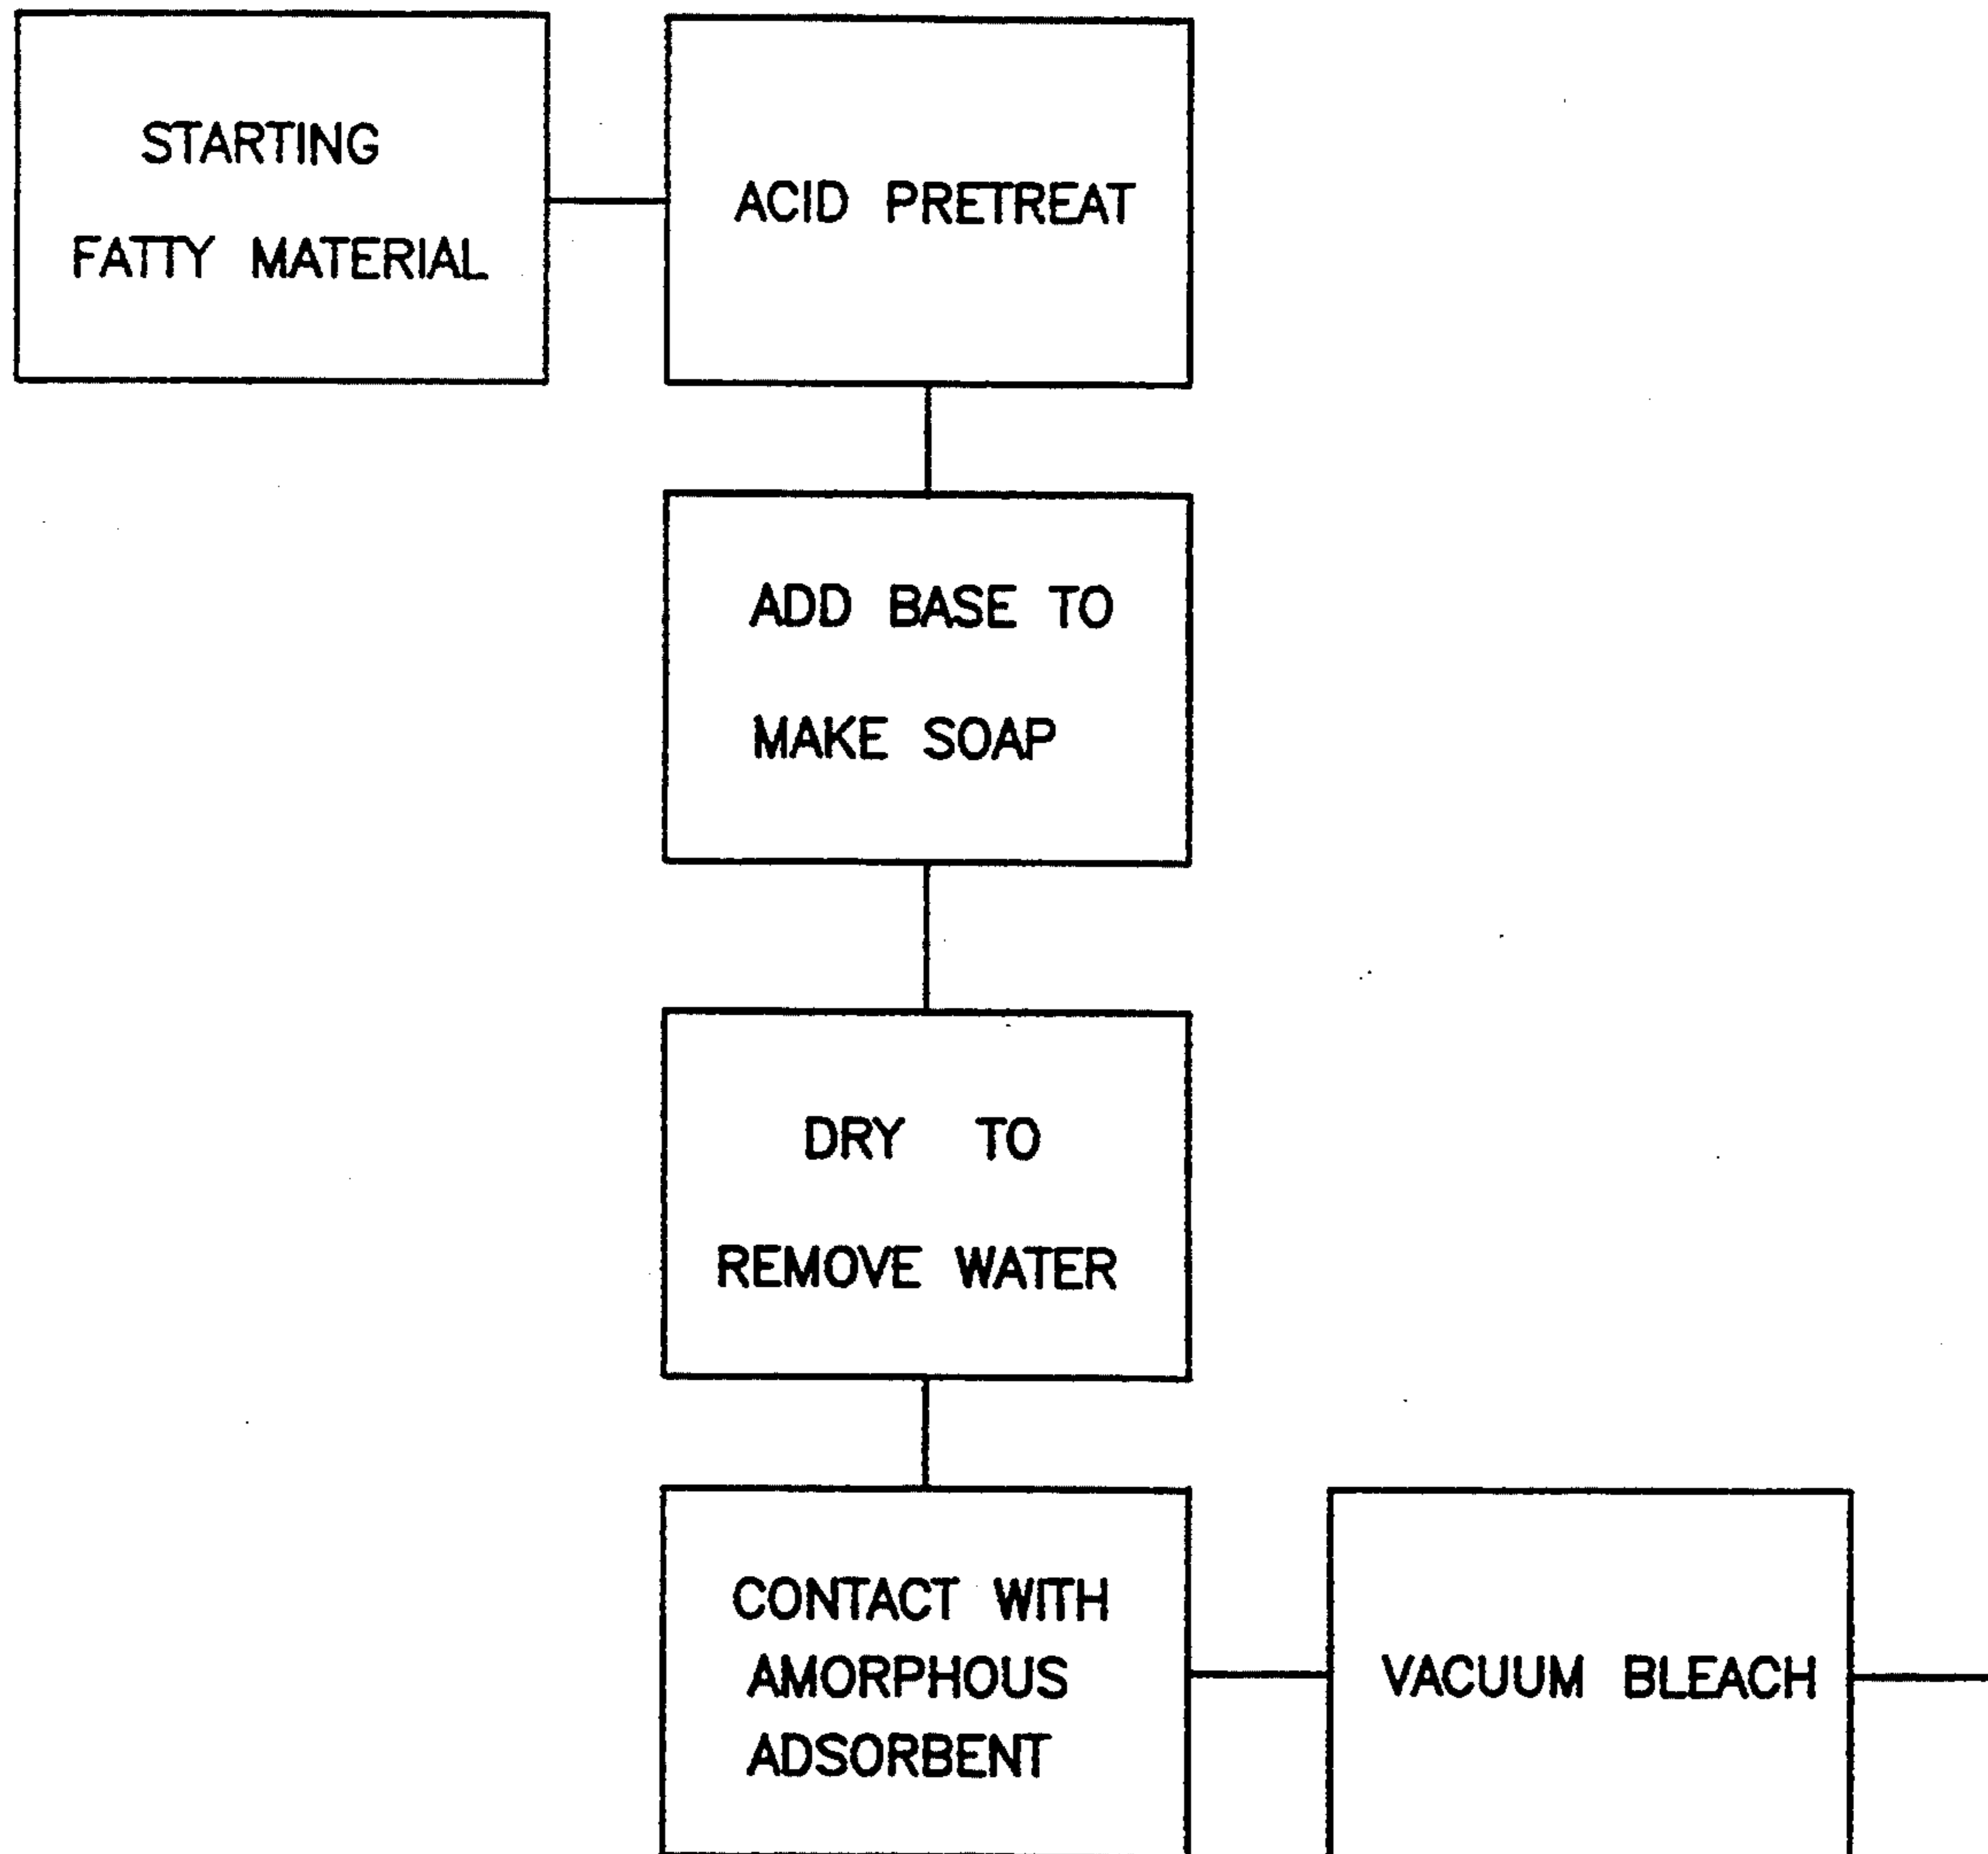 STARTING
FATTY MATERIAL
ACID PRETREAT
ADD BASE TO
MAKE SOAP
DRY TO
REMOVE WATER
CONTACT WITH
AMORPHOUS
ADSORBENT
VACUUM BLEACH